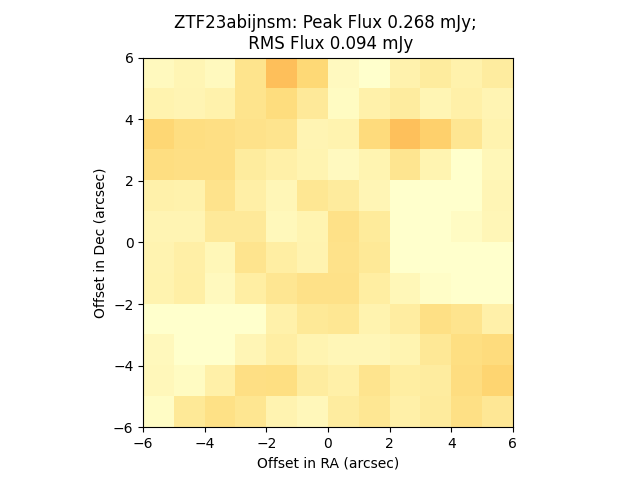 ZTF23abijnsm: Peak Flux 0.268 mJy;
RMS Flux 0.094 mJy
6
4
2
0
−2
−4
−6
Offset in Dec (arcsec)
−6 −4 −2 0 2 4 6
Offset in RA (arcsec)